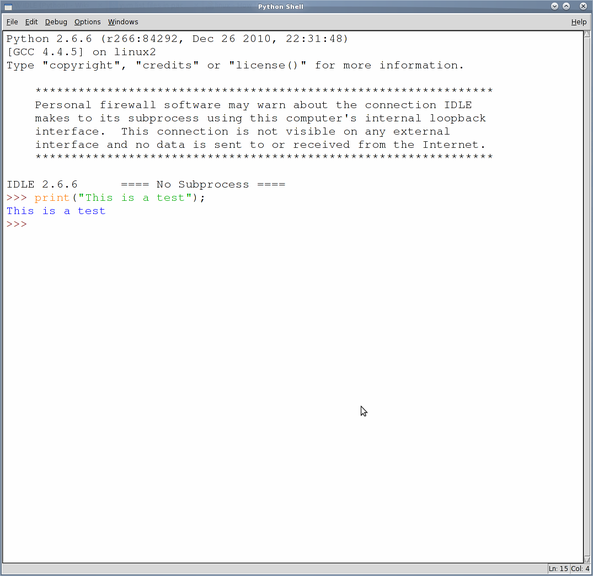 Python Shell
File Edit Debug Options Windows Help
Python 2.6.6 (r266:84292, Dec 26 2010, 22:31:48)
[GCC 4.4.5] on linux2
Type "copyright", "credits" or "license()" for more information.
****************************************************************
Personal firewall software may warn about the connection IDLE
makes to its subprocess using this computer's internal loopback
interface.  This connection is not visible on any external
interface and no data is sent to or received from the Internet.
****************************************************************
IDLE 2.6.6      ==== No Subprocess ====
>>> print("This is a test");
This is a test
>>>
Ln: 15 Col: 4